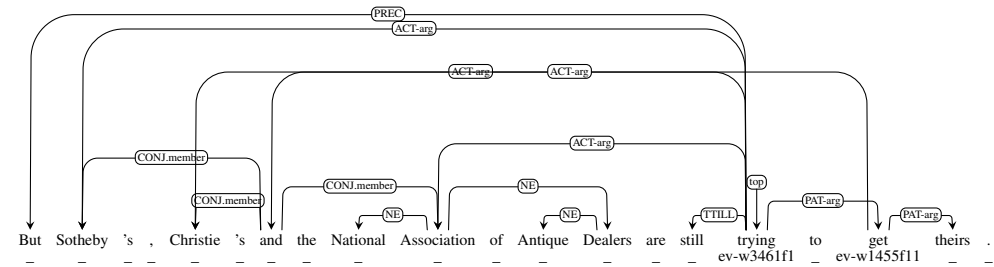 PREC
ACT-arg
ACT-arg ACT-arg
ACT-arg
CONJ.member
CONJ.member NE top
CONJ.member PAT-arg
NE NE TTILL PAT-arg
But Sotheby 's , Christie 's and the National Association of Antique Dealers are still trying to get theirs .
_ _ _ _ _ _ _ _ _ _ _ _ _ _ _ ev-w3461f1 _ ev-w1455f11 _ _